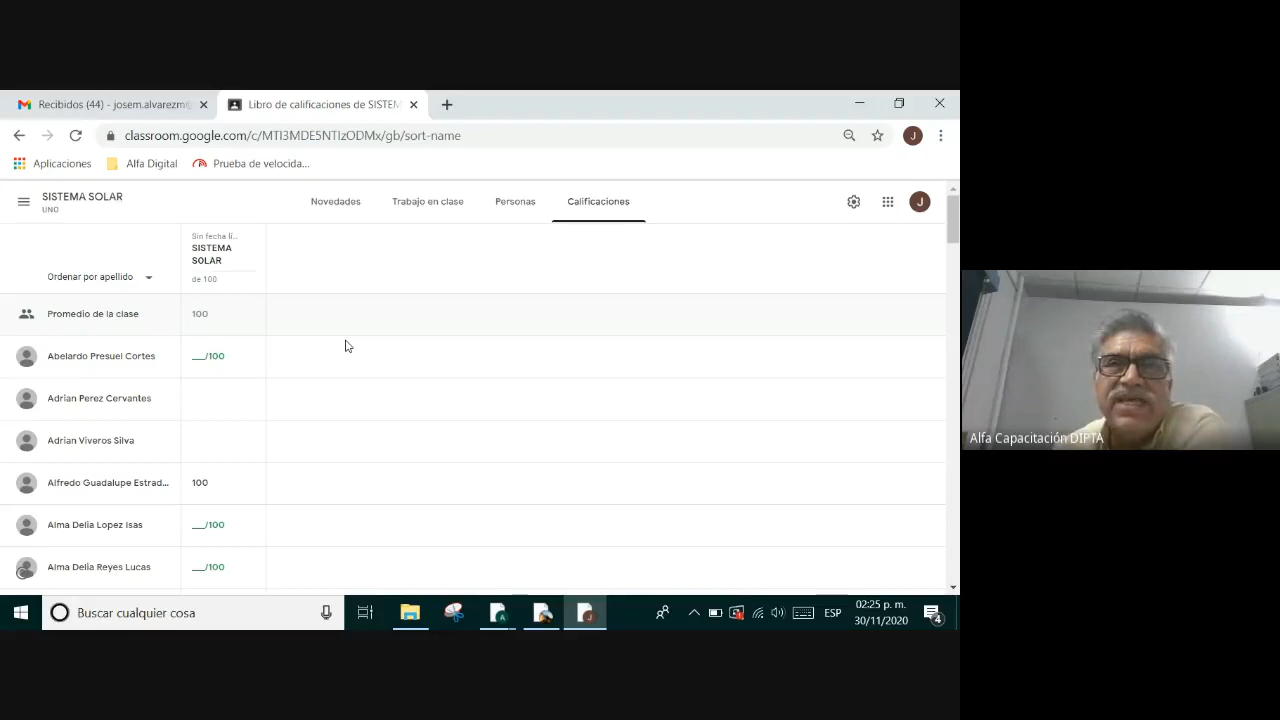 Recibidos (44) - josem.alvarezm
Libro de calificaciones de SISTEM
classroom.google.com/c/MTI3MDE5NTIzODMx/gb/sort-name
J
Aplicaciones
Alfa Digital
Prueba de velocida...
SISTEMA SOLAR
UNO
Novedades
Trabajo en clase
Personas
Calificaciones
J
Sin fecha lí...
SISTEMA
SOLAR
de 100
Ordenar por apellido
Promedio de la clase
100
Abelardo Presuel Cortes
__/100
Adrian Perez Cervantes
Adrian Viveros Silva
Alfredo Guadalupe Estrad...
100
Alma Delia Lopez Isas
__/100
Alma Delia Reyes Lucas
__/100
Alfa Capacitación DIPTA
Buscar cualquier cosa
A
J
ESP
02:25 p. m.
30/11/2020
4